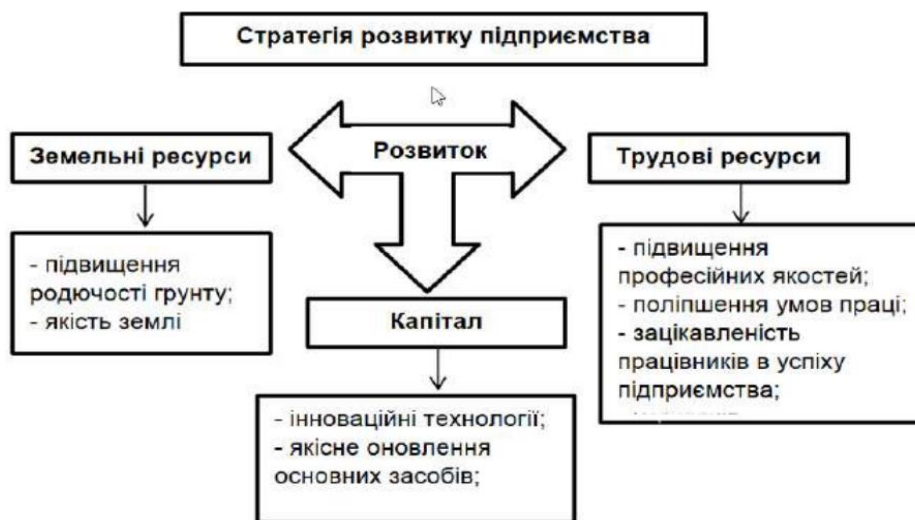 Стратегія розвитку підприємства
Земельні ресурси
Розвиток
Трудові ресурси
- підвищення
родючості грунту;
- якість землі
Капітал
- підвищення
професійних якостей;
- поліпшення умов праці;
- зацікавленість
працівників в успіху
підприємства;
- інноваційні технології;
- якісне оновлення
основних засобів;